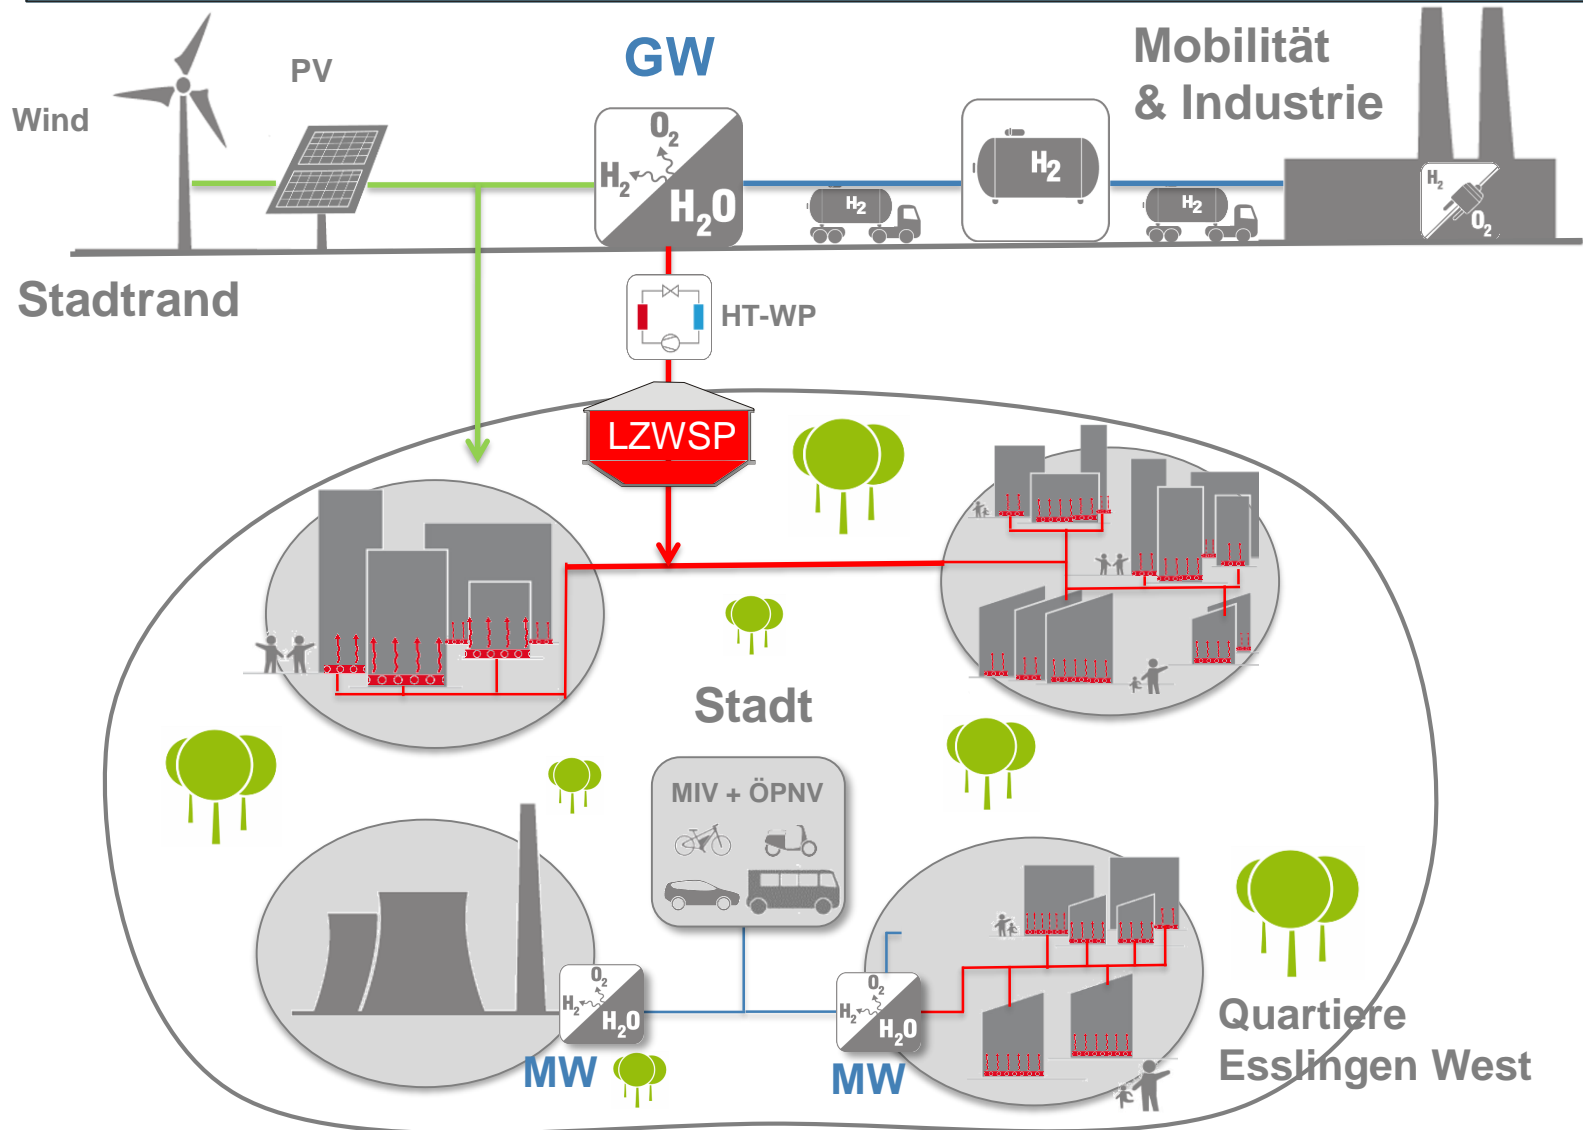 Wind
PV
GW
Mobilität
& Industrie
O2
H2
H2O
H2
H2
H2
H2
O2
Stadtrand
HT-WP
LZWSP
Stadt
MIV + ÖPNV
O2
H2
H2O
MW
O2
H2
H2O
MW
Quartiere
Esslingen West